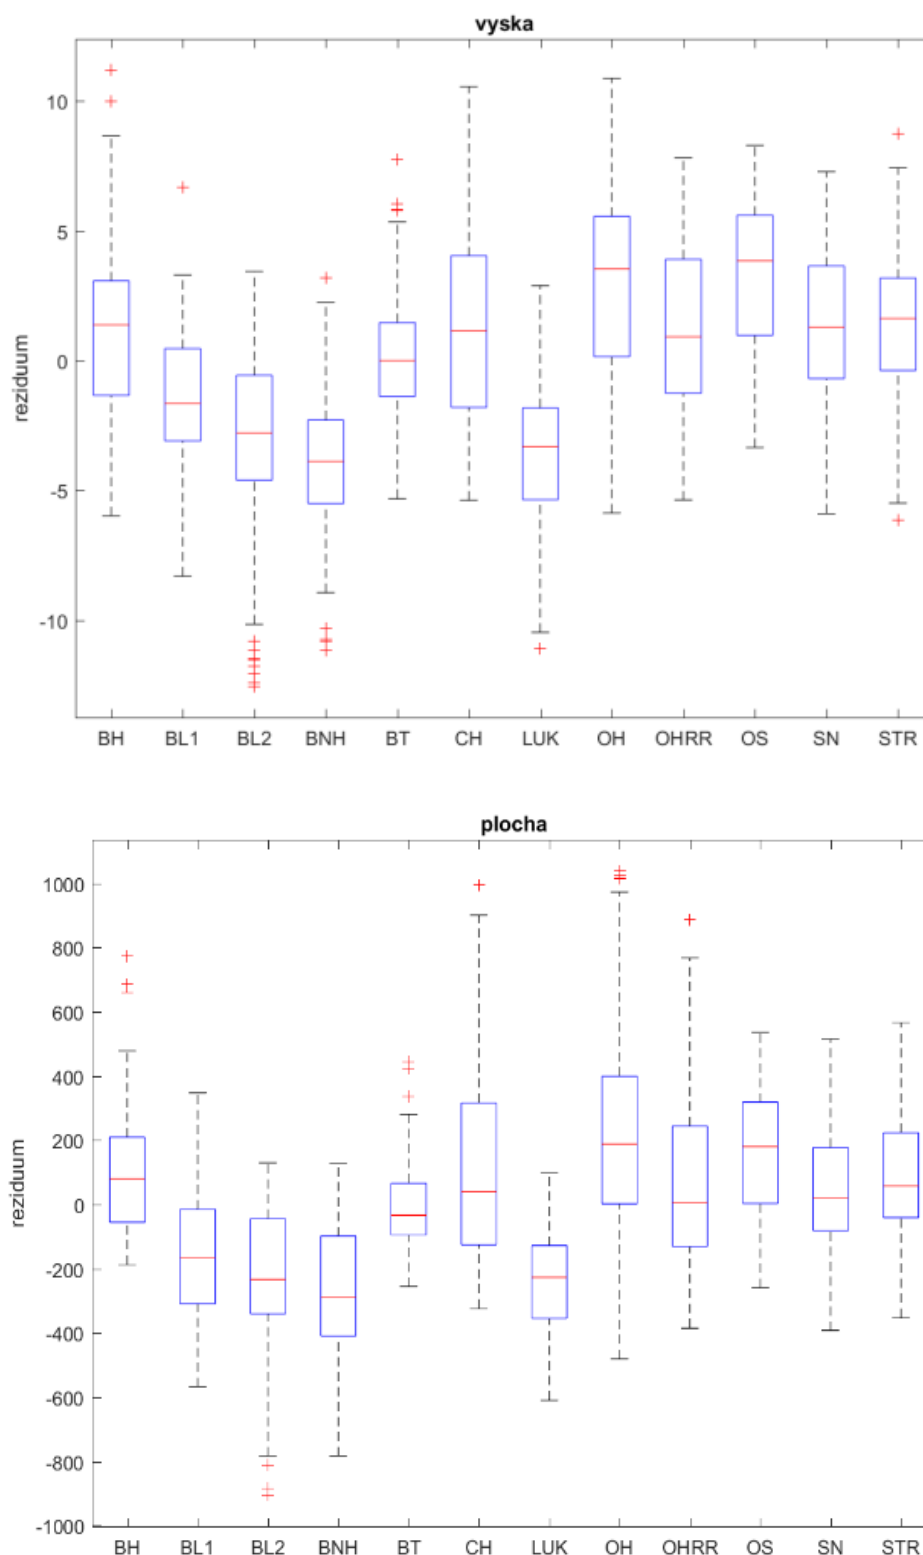 vyska
10
5
0
-5
-10
reziduum
BH BL1 BL2 BNH BT CH LUK OH OHRR OS SN STR
plocha
1000
800
600
400
200
0
-200
-400
-600
-800
-1000
reziduum
BH BL1 BL2 BNH BT CH LUK OH OHRR OS SN STR